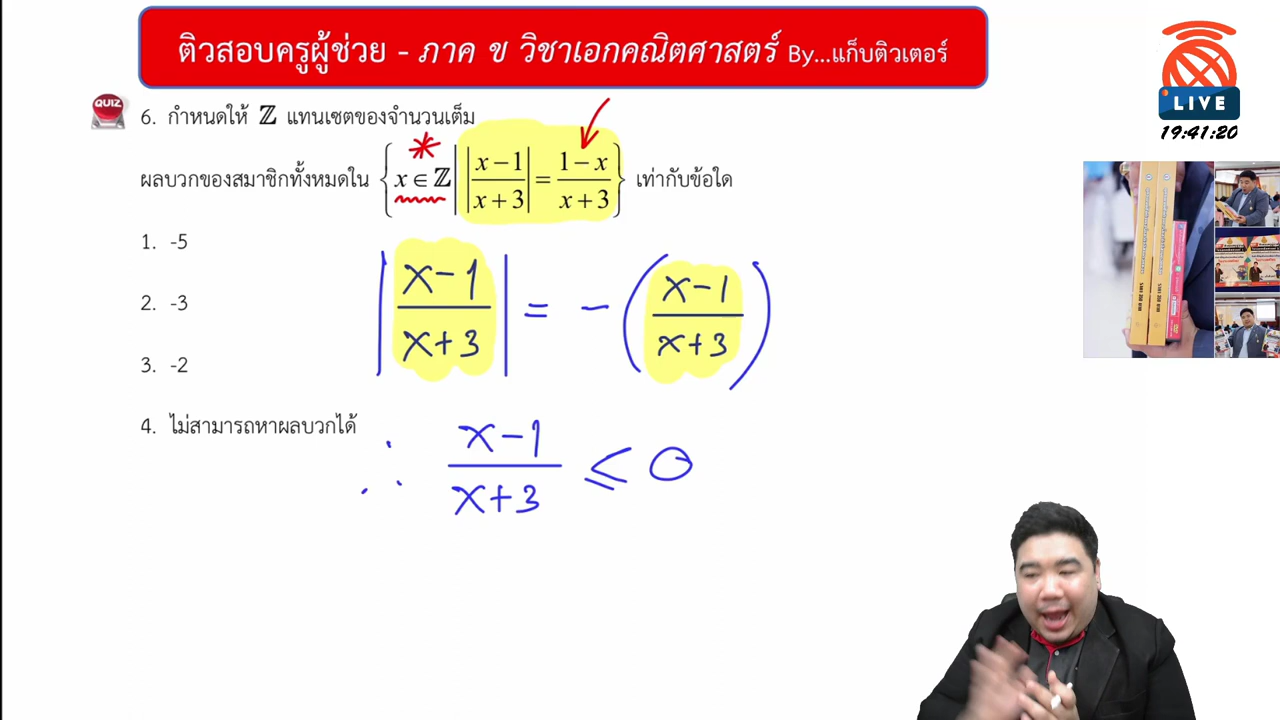 ติวสอบครูผู้ช่วย - ภาค ข วิชาเอกคณิตศาสตร์ By...แก็บติวเตอร์
LIVE
19:41:20
QUIZ
6. กำหนดให้ ℤ แทนเซตของจำนวนเต็ม
ผลบวกของสมาชิกทั้งหมดใน { x ∈ ℤ | |(x−1)/(x+3)| = (1−x)/(x+3) } เท่ากับข้อใด
1. -5
2. -3
3. -2
4. ไม่สามารถหาผลบวกได้
|(x−1)/(x+3)| = −((x−1)/(x+3))
∴ (x−1)/(x+3) ≤ 0